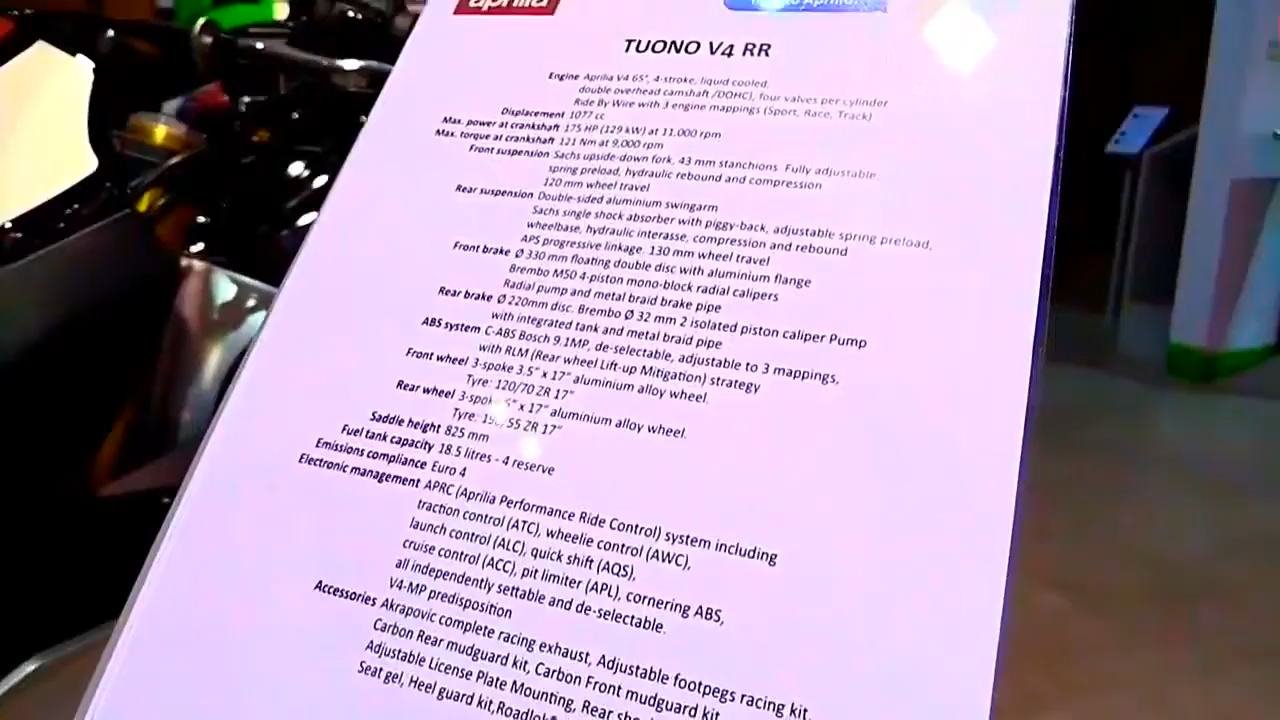 aprilia
TUONO V4 RR
Engine Aprilia V4 65°, 4-stroke, liquid cooled,
double overhead camshaft /DOHC), four valves per cylinder
Ride By Wire with 3 engine mappings (Sport, Race, Track)
Displacement 1077 cc
Max. power at crankshaft 175 HP (129 kW) at 11.000 rpm
Max. torque at crankshaft 121 Nm at 9,000 rpm
Front suspension Sachs upside-down fork, 43 mm stanchions. Fully adjustable
spring preload, hydraulic rebound and compression
120 mm wheel travel
Rear suspension Double-sided aluminium swingarm
Sachs single shock absorber with piggy-back, adjustable spring preload,
wheelbase, hydraulic interasse, compression and rebound
APS progressive linkage. 130 mm wheel travel
Front brake Ø 330 mm floating double disc with aluminium flange
Brembo M50 4-piston mono-block radial calipers
Radial pump and metal braid brake pipe
Rear brake Ø 220mm disc. Brembo Ø 32 mm 2 isolated piston caliper Pump
with integrated tank and metal braid pipe
ABS system C-ABS Bosch 9.1MP, de-selectable, adjustable to 3 mappings,
with RLM (Rear wheel Lift-up Mitigation) strategy
Front wheel 3-spoke 3.5" x 17" aluminium alloy wheel.
Tyre: 120/70 ZR 17"
Rear wheel x 17" aluminium alloy wheel.
Tyre: 55 ZR 17"
Saddle height 825 mm
Fuel tank capacity 18.5 litres - 4 reserve
Emissions compliance Euro 4
Electronic management APRC (Aprilia Performance Ride Control) system including
traction control (ATC), wheelie control (AWC),
launch control (ALC), quick shift (AQS),
cruise control (ACC), pit limiter (APL), cornering ABS,
all independently settable and de-selectable.
V4-MP predisposition
Accessories Akrapovic complete racing exhaust, Adjustable footpegs racing kit,
Carbon Rear mudguard kit, Carbon Front mudguard kit
Adjustable License Plate Mounting, Rear
Seat gel, Heel guard kit,